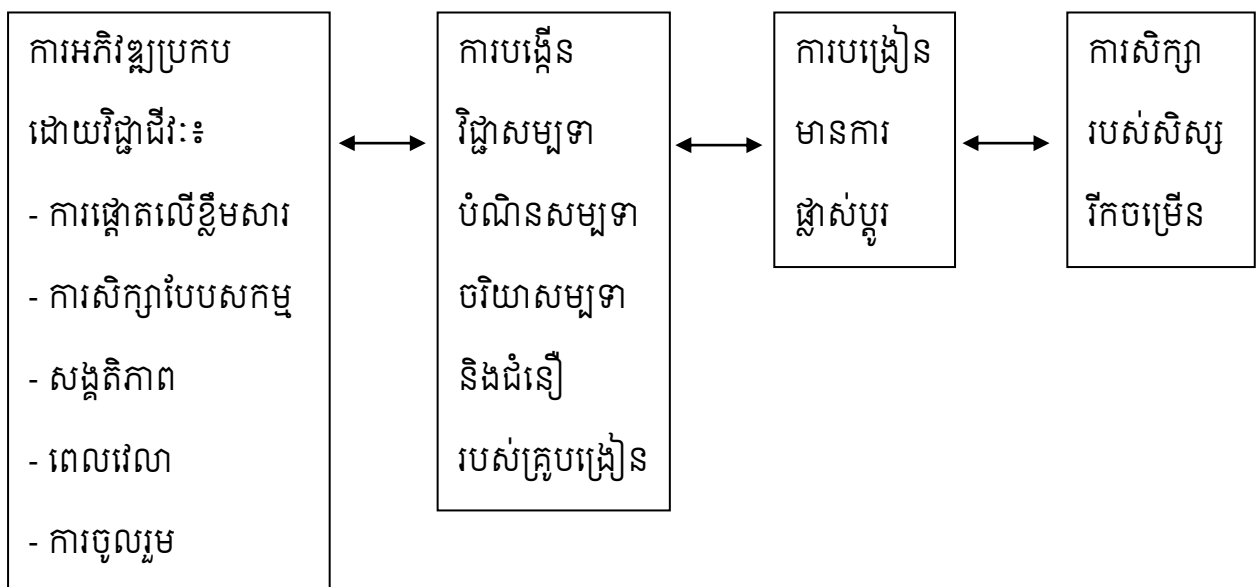 ការអភិវឌ្ឍប្រកប
ដោយវិជ្ជាជីវៈ៖
- ការផ្តោតលើខ្លឹមសារ
- ការសិក្សាបែបសកម្ម
- សង្គតិភាព
- ពេលវេលា
- ការចូលរួម
ការបង្កើន
វិជ្ជាសម្បទា
បំណិនសម្បទា
ចរិយាសម្បទា
និងជំនឿ
របស់គ្រូបង្រៀន
ការបង្រៀន
មានការ
ផ្លាស់ប្តូរ
ការសិក្សា
របស់សិស្ស
រីកចម្រើន